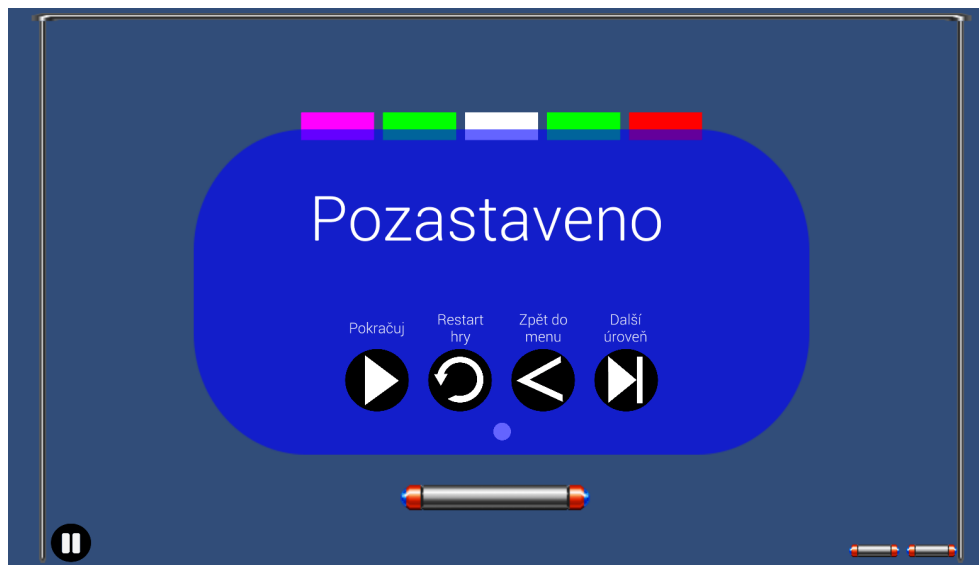 Pozastaveno
Pokračuj
Restart
hry
Zpět do
menu
Další
úroveň